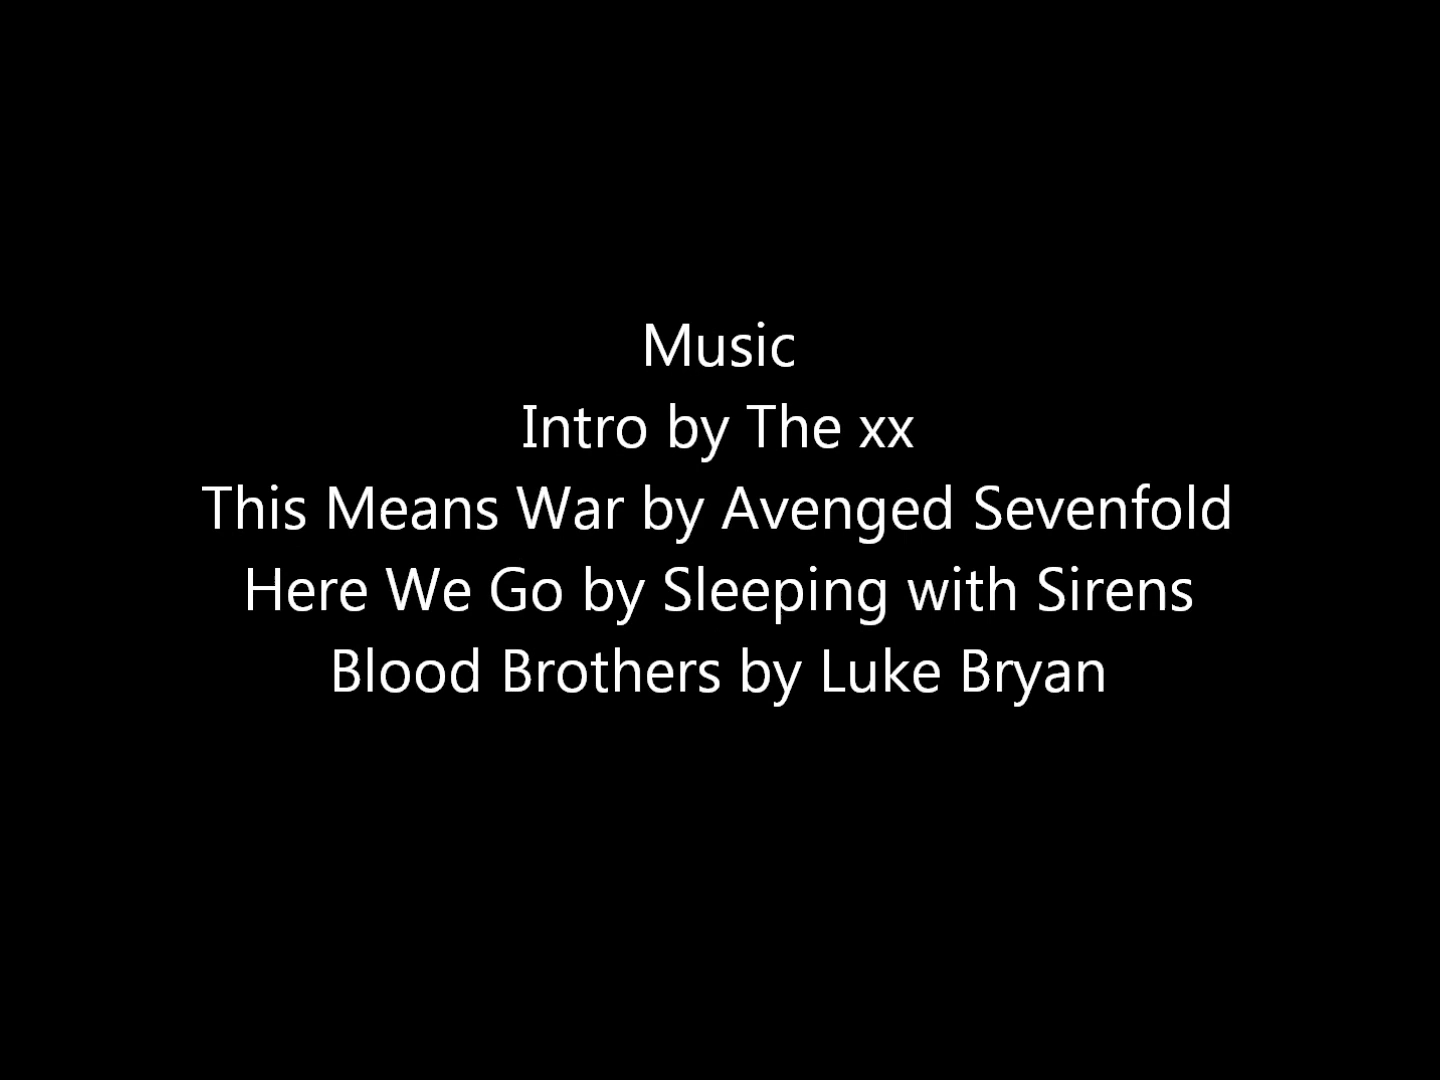 Music
Intro by The xx
This Means War by Avenged Sevenfold
Here We Go by Sleeping with Sirens
Blood Brothers by Luke Bryan